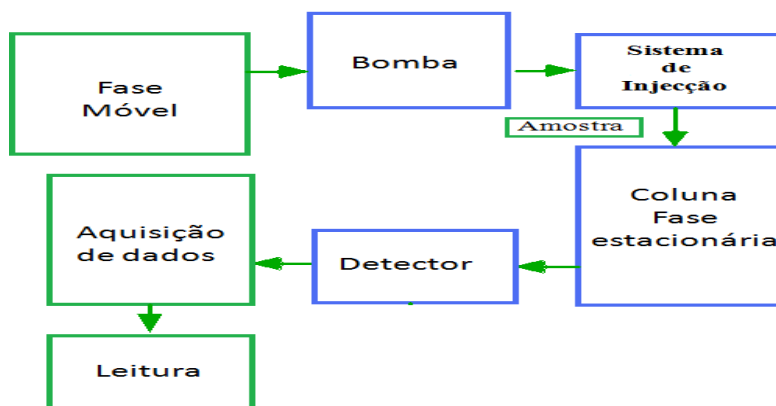 Fase
Móvel
Bomba
Sistema
de
Injecção
Amostra
Coluna
Fase
estacionária
Detector
Aquisição
de dados
Leitura